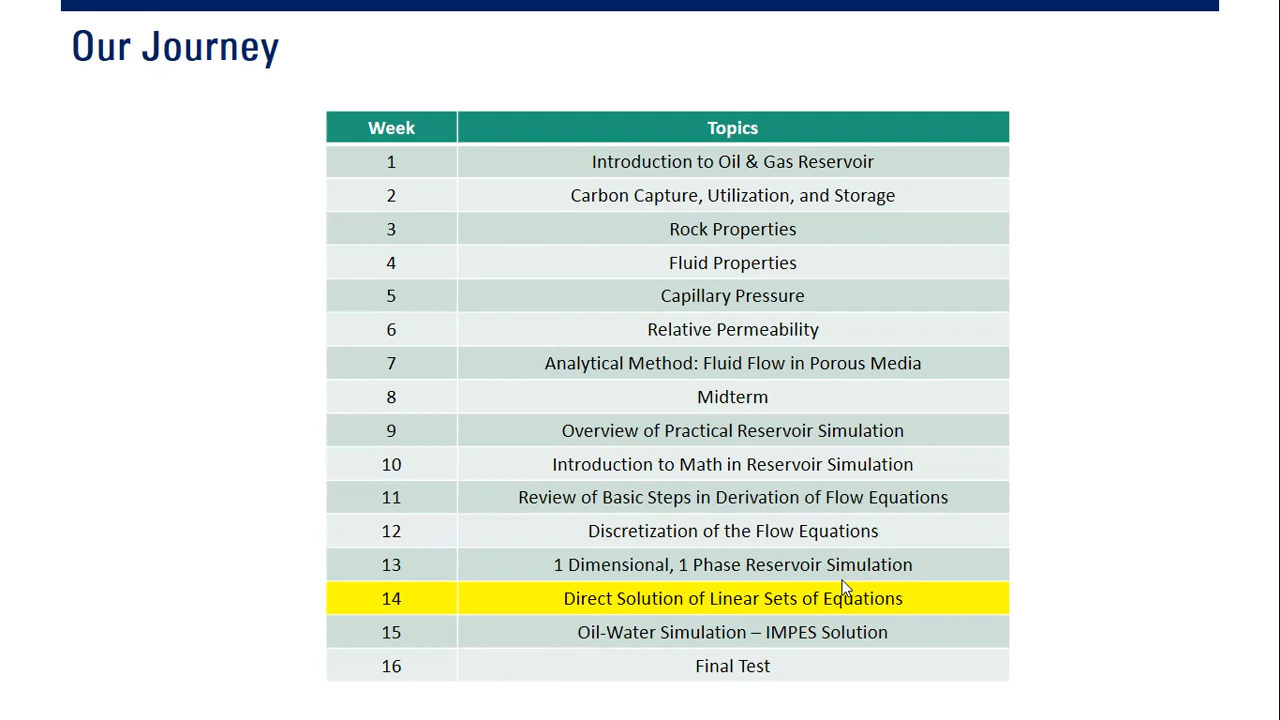 Our Journey
Week Topics
1 Introduction to Oil & Gas Reservoir
2 Carbon Capture, Utilization, and Storage
3 Rock Properties
4 Fluid Properties
5 Capillary Pressure
6 Relative Permeability
7 Analytical Method: Fluid Flow in Porous Media
8 Midterm
9 Overview of Practical Reservoir Simulation
10 Introduction to Math in Reservoir Simulation
11 Review of Basic Steps in Derivation of Flow Equations
12 Discretization of the Flow Equations
13 1 Dimensional, 1 Phase Reservoir Simulation
14 Direct Solution of Linear Sets of Equations
15 Oil-Water Simulation – IMPES Solution
16 Final Test